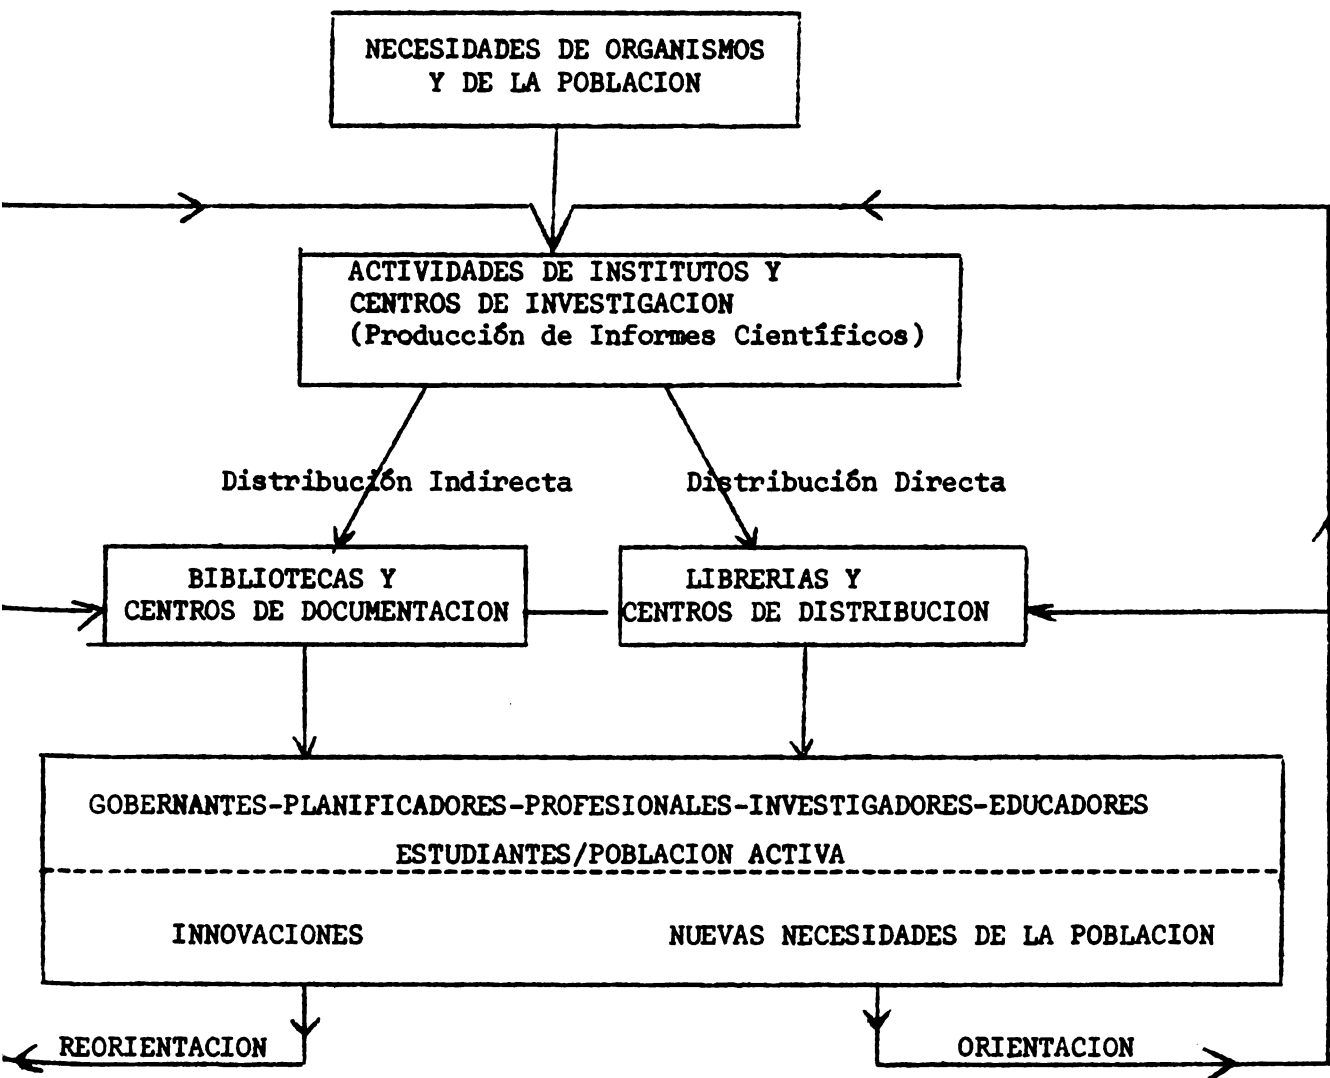 NECESIDADES DE ORGANISMOS
Y DE LA POBLACION
ACTIVIDADES DE INSTITUTOS Y
CENTROS DE INVESTIGACION
(Producción de Informes Científicos)
Distribución Indirecta
Distribución Directa
BIBLIOTECAS Y
CENTROS DE DOCUMENTACION
LIBRERIAS Y
CENTROS DE DISTRIBUCION
GOBERNANTES-PLANIFICADORES-PROFESIONALES-INVESTIGADORES-EDUCADORES
ESTUDIANTES/POBLACION ACTIVA
INNOVACIONES
NUEVAS NECESIDADES DE LA POBLACION
REORIENTACION
ORIENTACION